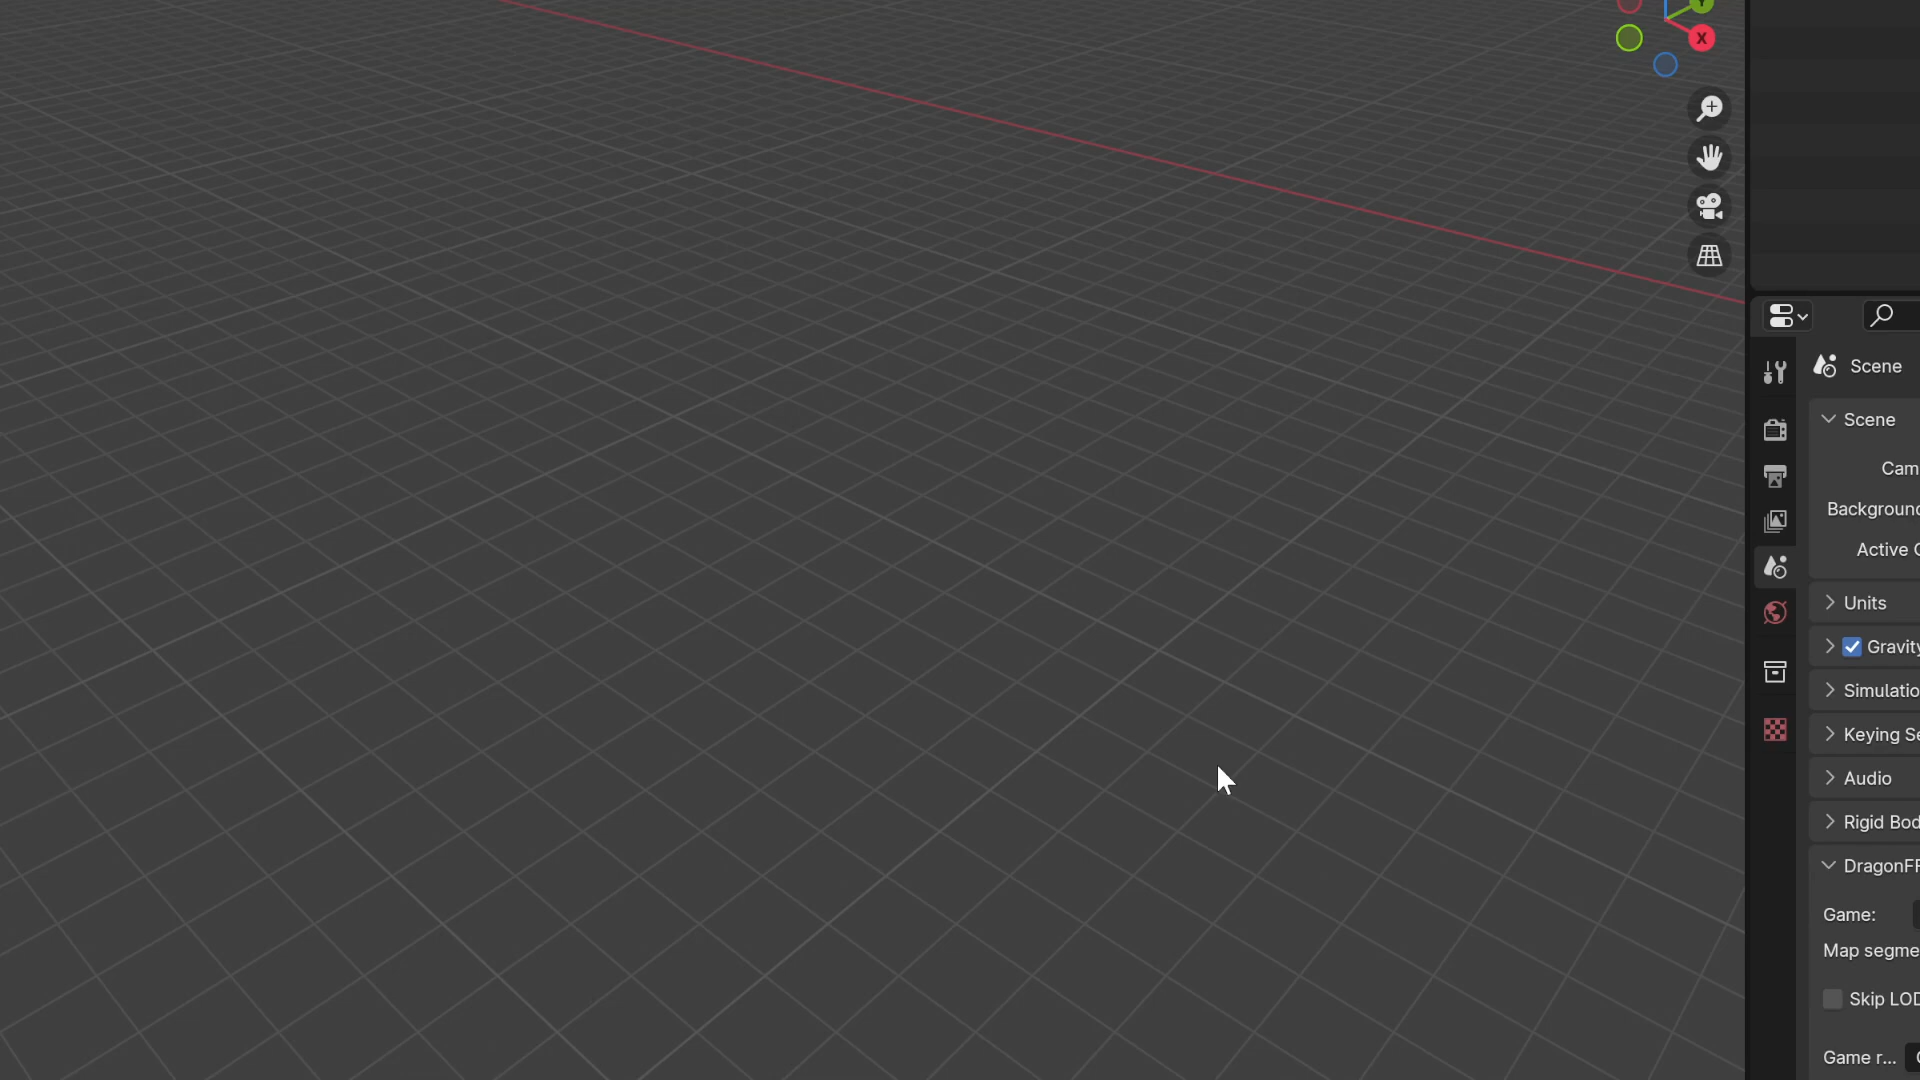 Y
X
Scene
Scene
Cam
Background
Active C
Units
Gravity
Simulatio
Keying Se
Audio
Rigid Bod
DragonFF
Game:
Map segme
Skip LOD
Game r...